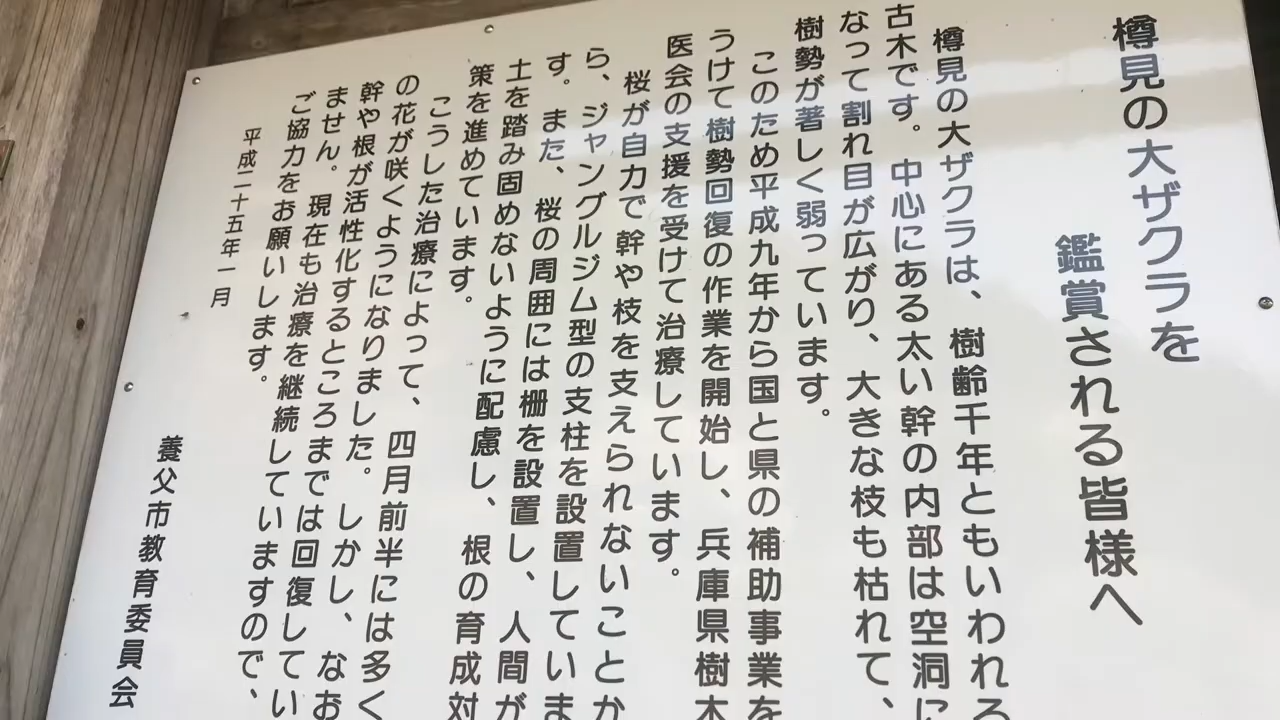 樽見の大ザクラを
鑑賞される皆様へ
樽見の大ザクラは、樹齢千年ともいわれる
古木です。中心にある太い幹の内部は空洞に
なって割れ目が広がり、大きな枝も枯れて、
樹勢が著しく弱っています。
このため平成九年から国と県の補助事業を
うけて樹勢回復の作業を開始し、兵庫県樹木
医会の支援を受けて治療しています。
桜が自力で幹や枝を支えられないことか
ら、ジャングルジム型の支柱を設置していま
す。また、桜の周囲には柵を設置し、人間が
土を踏み固めないように配慮し、根の育成対
策を進めています。
こうした治療によって、四月前半には多く
の花が咲くようになりました。しかし、なお
幹や根が活性化するところまでは回復してい
ません。現在も治療を継続していますので、
ご協力をお願いします。
平成二十五年一月
養父市教育委員会